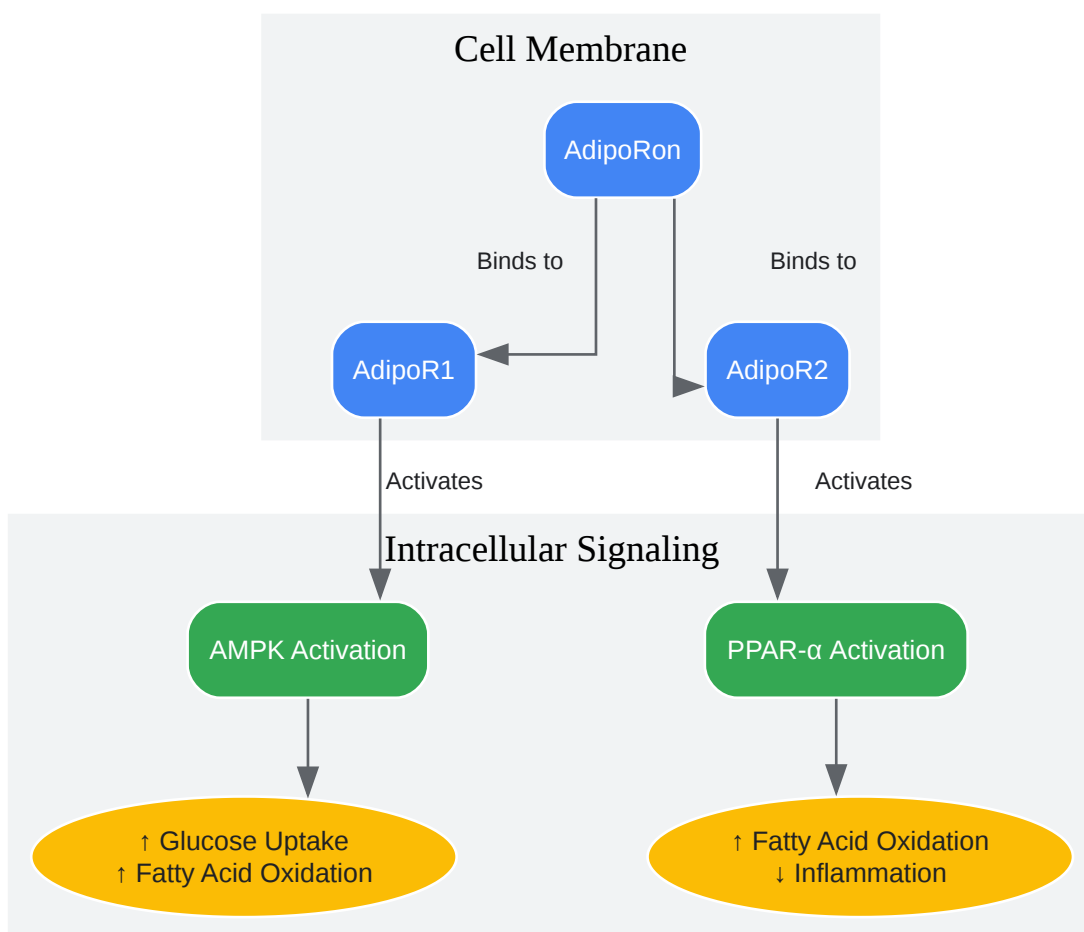 Cell Membrane
AdipoRon
Binds to
Binds to
AdipoR1
AdipoR2
Activates
Activates
Intracellular Signaling
AMPK Activation
PPAR-α Activation
↑ Glucose Uptake
↑ Fatty Acid Oxidation
↑ Fatty Acid Oxidation
↓ Inflammation